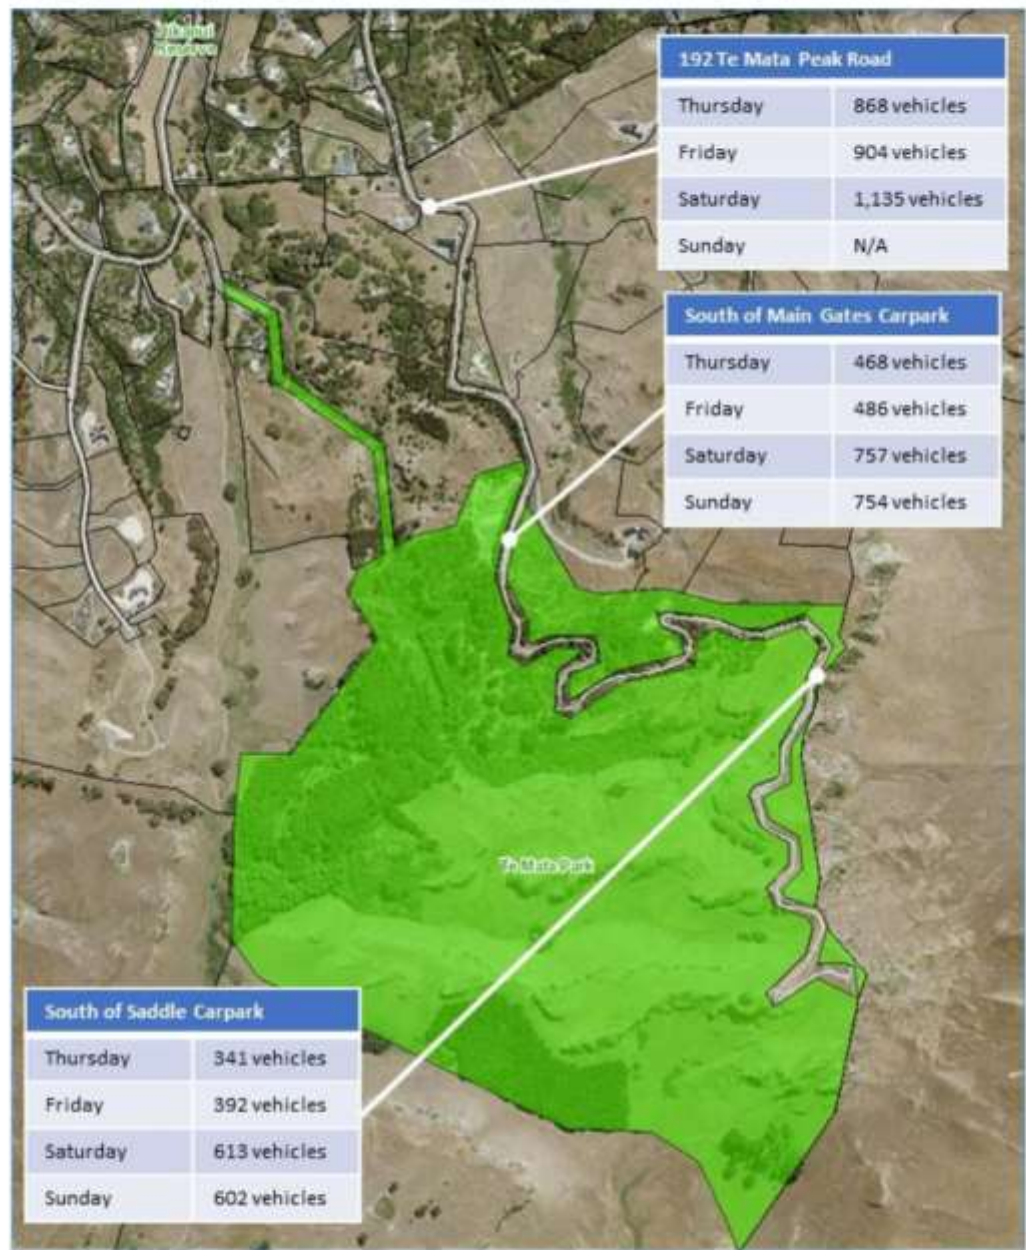 Reserve
192 Te Mata Peak Road
Thursday 868 vehicles
Friday 904 vehicles
Saturday 1,135 vehicles
Sunday N/A
South of Main Gates Carpark
Thursday 468 vehicles
Friday 486 vehicles
Saturday 757 vehicles
Sunday 754 vehicles
Te Mata Park
South of Saddle Carpark
Thursday 341 vehicles
Friday 392 vehicles
Saturday 613 vehicles
Sunday 602 vehicles